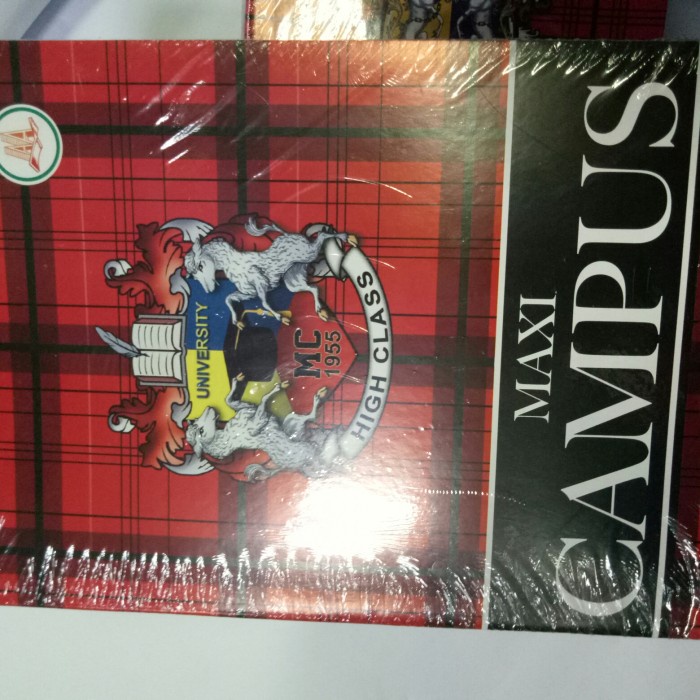 MAXI
CAMPUS
UNIVERSITY
MC
1955
HIGH CLASS